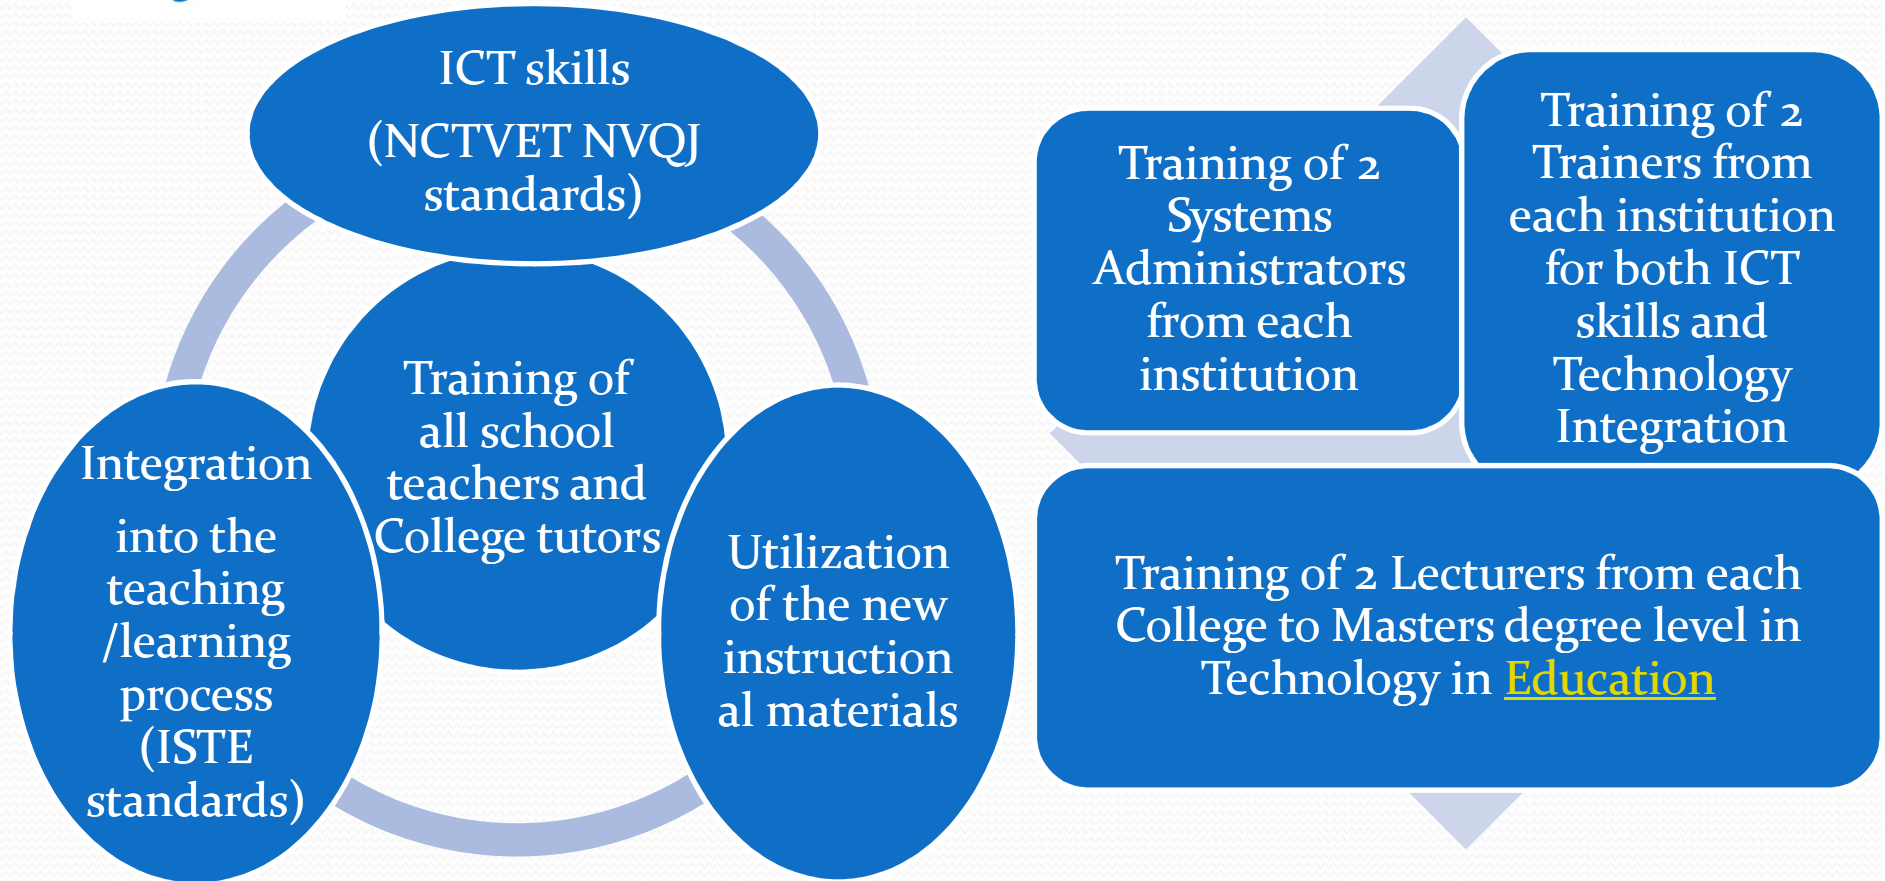 ICT skills
(NCTVET NVQJ
standards)
Training of
all school
teachers and
College tutors
Integration
into the
teaching
/learning
process
(ISTE
standards)
Utilization
of the new
instruction
al materials
Training of 2
Systems
Administrators
from each
institution
Training of 2
Trainers from
each institution
for both ICT
skills and
Technology
Integration
Training of 2 Lecturers from each
College to Masters degree level in
Technology in Education